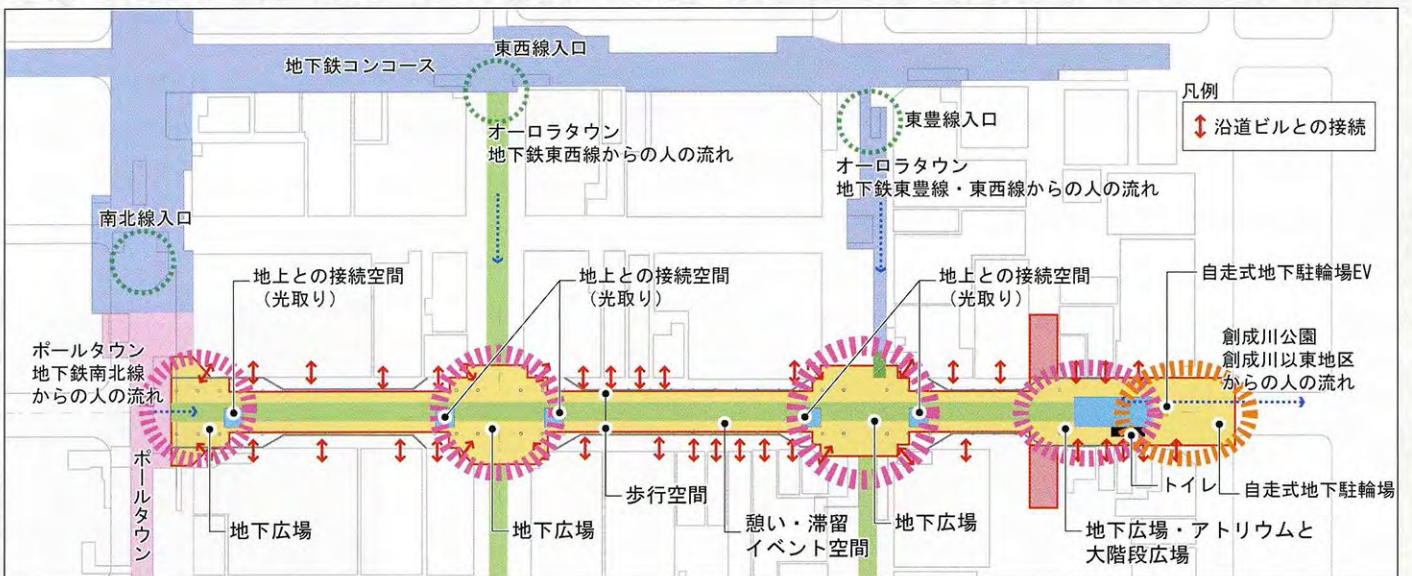 東西線入口
地下鉄コンコース
凡例
沿道ビルとの接続
オーロラタウン
地下鉄東西線からの人の流れ
東豊線入口
オーロラタウン
地下鉄東豊線・東西線からの人の流れ
南北線入口
地上との接続空間
(光取り)
地上との接続空間
(光取り)
地上との接続空間
(光取り)
自走式地下駐輪場EV
ポールタウン
地下鉄南北線
からの人の流れ
創成川公園
創成川以東地区
からの人の流れ
ポールタウン
地下広場
地下広場
歩行空間
憩い・滞留
イベント空間
地下広場
トイレ
自走式地下駐輪場
地下広場・アトリウムと
大階段広場